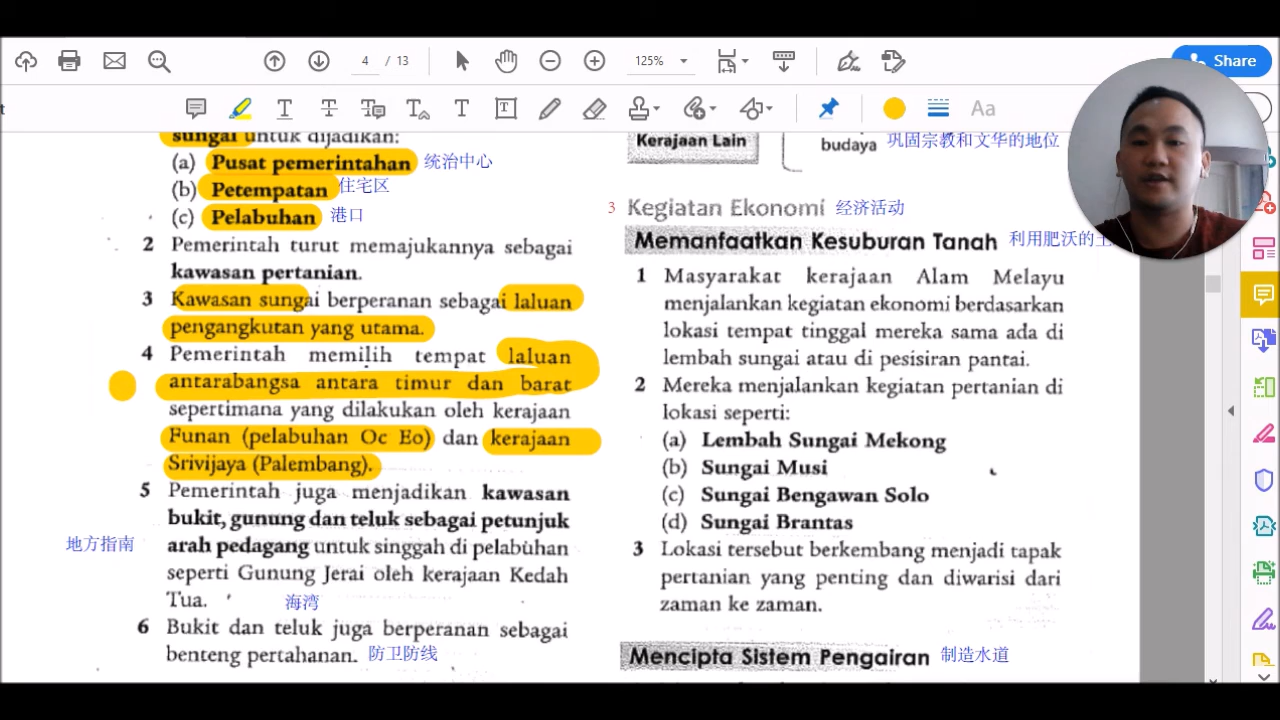 4 / 13
125%
Share
t
Aa
sungai untuk dijadikan:
(a) Pusat pemerintahan 统治中心
(b) Petempatan 住宅区
(c) Pelabuhan 港口
2 Pemerintah turut memajukannya sebagai
kawasan pertanian.
3 Kawasan sungai berperanan sebagai laluan
pengangkutan yang utama.
4 Pemerintah memilih tempat laluan
antarabangsa antara timur dan barat
sepertimana yang dilakukan oleh kerajaan
Funan (pelabuhan Oc Eo) dan kerajaan
Srivijaya (Palembang).
5 Pemerintah juga menjadikan kawasan
bukit, gunung dan teluk sebagai petunjuk
地方指南
arah pedagang untuk singgah di pelabuhan
seperti Gunung Jerai oleh kerajaan Kedah
Tua.
海湾
6 Bukit dan teluk juga berperanan sebagai
benteng pertahanan. 防卫防线
Kerajaan Lain
budaya 巩固宗教和文华的地位
3 Kegiatan Ekonomi 经济活动
Memanfaatkan Kesuburan Tanah 利用肥沃的土
1 Masyarakat kerajaan Alam Melayu
menjalankan kegiatan ekonomi berdasarkan
lokasi tempat tinggal mereka sama ada di
lembah sungai atau di pesisiran pantai.
2 Mereka menjalankan kegiatan pertanian di
lokasi seperti:
(a) Lembah Sungai Mekong
(b) Sungai Musi
(c) Sungai Bengawan Solo
(d) Sungai Brantas
3 Lokasi tersebut berkembang menjadi tapak
pertanian yang penting dan diwarisi dari
zaman ke zaman.
Mencipta Sistem Pengairan 制造水道